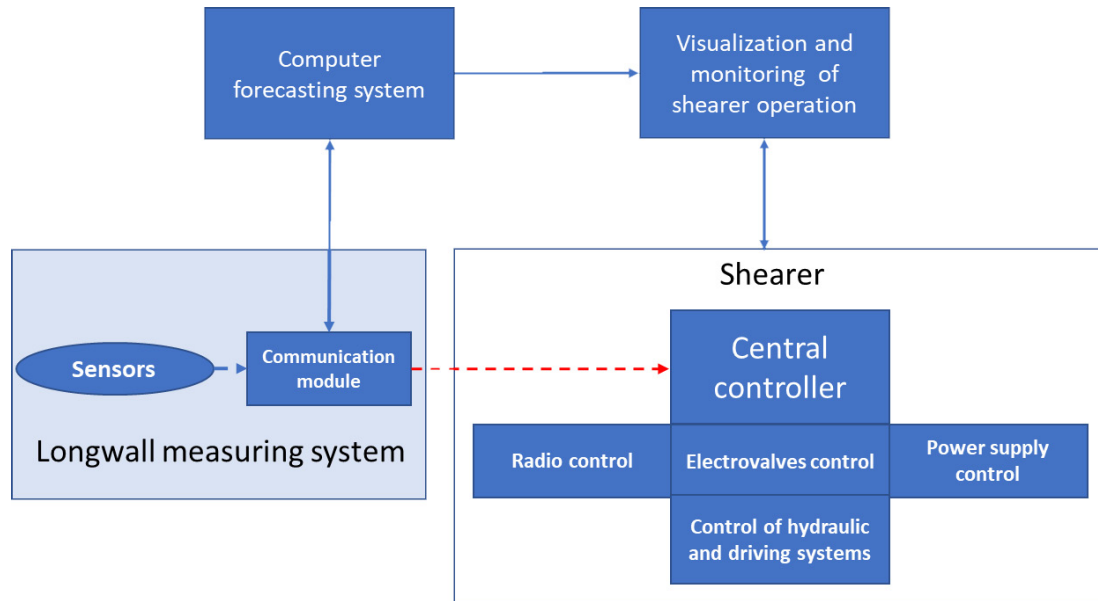 Computer
forecasting system
Visualization and
monitoring of
shearer operation
Shearer
Sensors
Communication
module
Central
controller
Longwall measuring system
Radio control
Electrovalves control
Power supply
control
Control of hydraulic
and driving systems